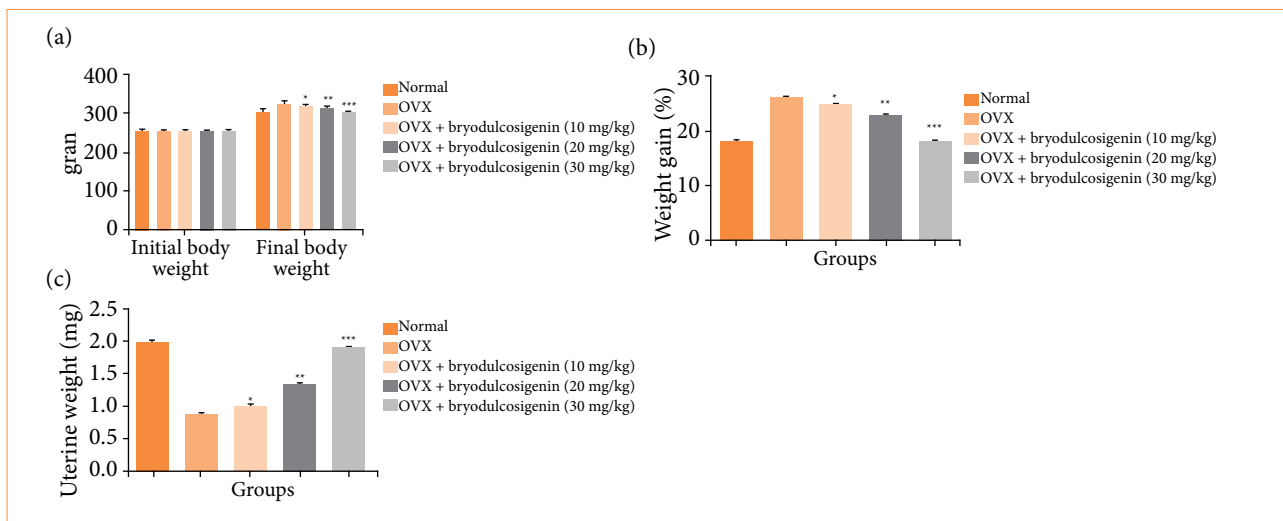 (a)
gran
400
300
200
100
0
Initial body
weight
Final body
weight
*
**
***
Normal
OVX
OVX + bryodulcosigenin (10 mg/kg)
OVX + bryodulcosigenin (20 mg/kg)
OVX + bryodulcosigenin (30 mg/kg)
(b)
Weight gain (%)
30
20
10
0
Groups
*
**
***
Normal
OVX
OVX + bryodulcosigenin (10 mg/kg)
OVX + bryodulcosigenin (20 mg/kg)
OVX + bryodulcosigenin (30 mg/kg)
(c)
Uterine weight (mg)
2.5
2.0
1.5
1.0
0.5
0.0
Groups
*
**
***
Normal
OVX
OVX + bryodulcosigenin (10 mg/kg)
OVX + bryodulcosigenin (20 mg/kg)
OVX + bryodulcosigenin (30 mg/kg)